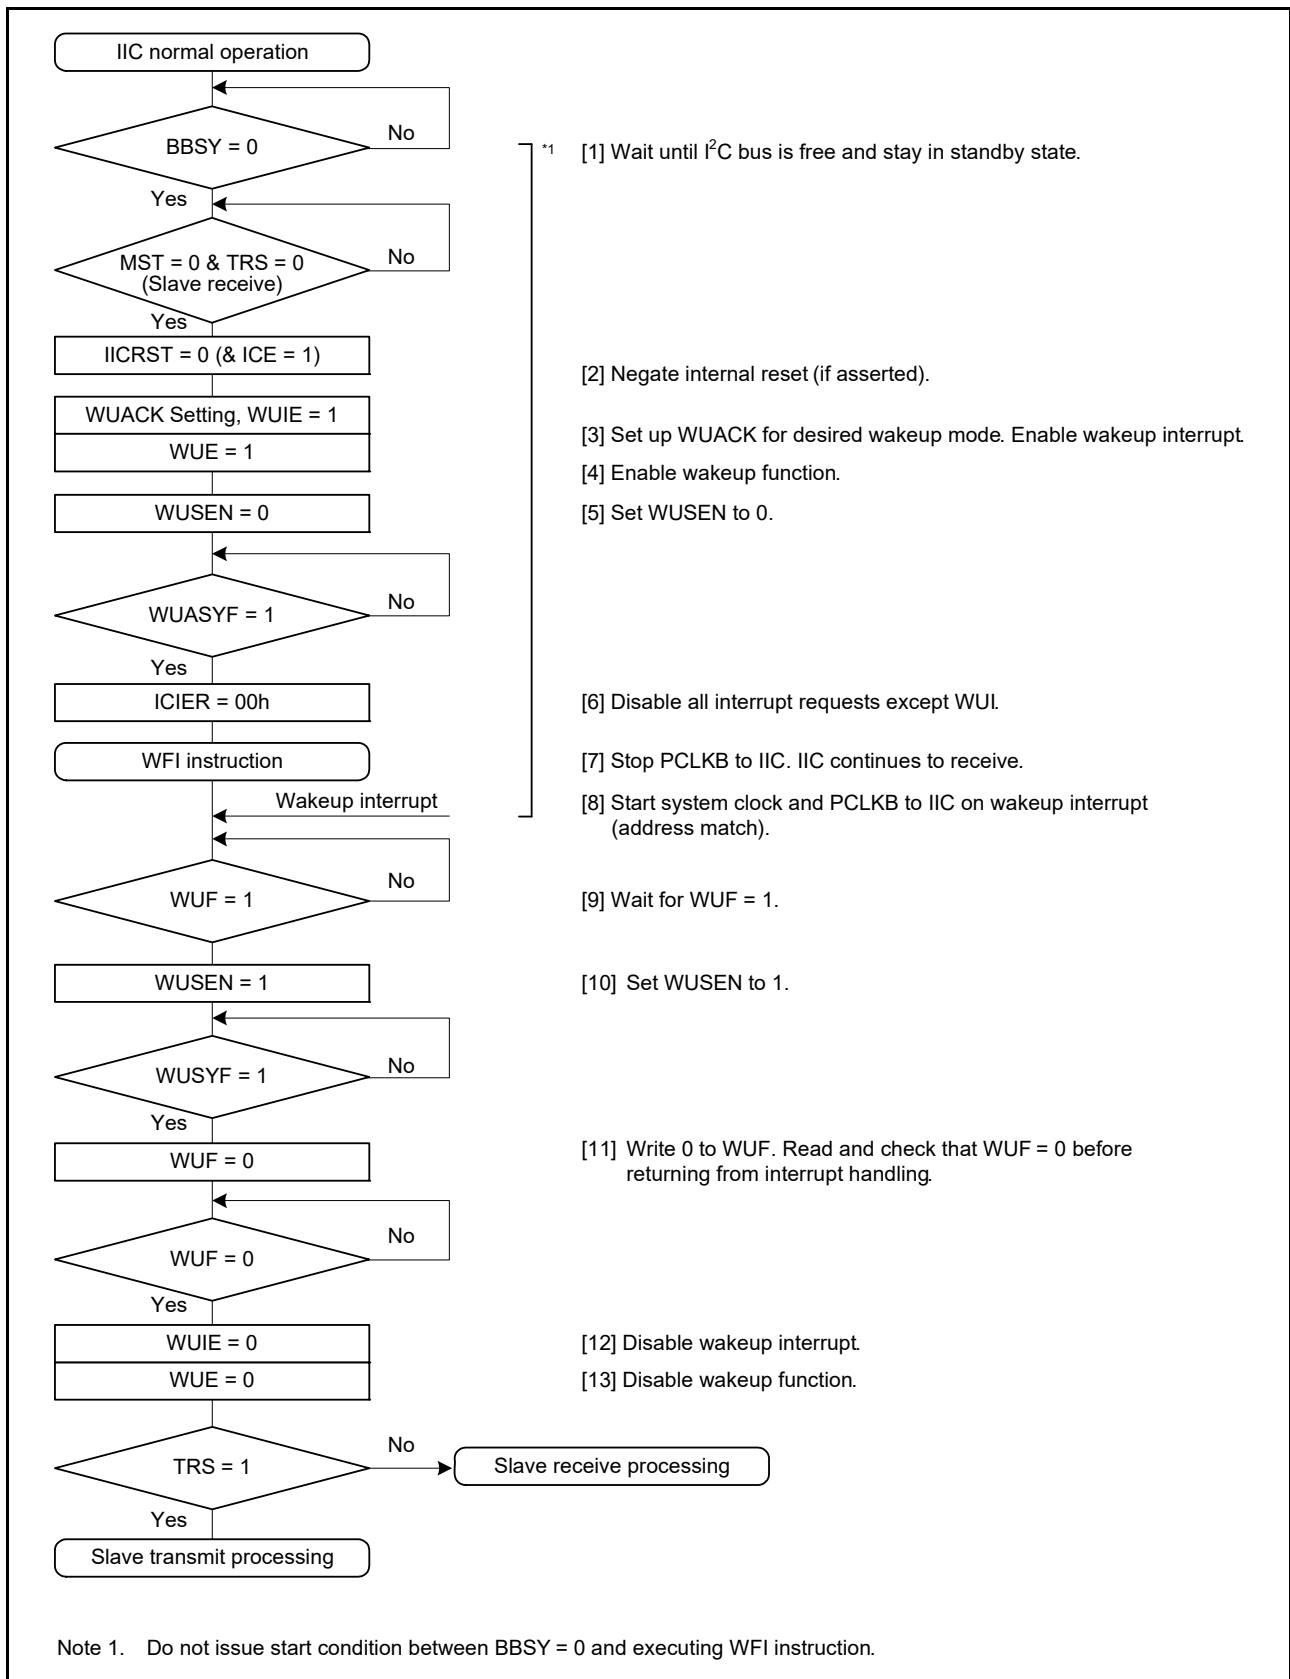 IIC normal operation
No
BBSY = 0
*1 [1] Wait until I²C bus is free and stay in standby state.
Yes
No
MST = 0 & TRS = 0
(Slave receive)
Yes
IICRST = 0 (& ICE = 1)
[2] Negate internal reset (if asserted).
WUACK Setting, WUIE = 1
[3] Set up WUACK for desired wakeup mode. Enable wakeup interrupt.
WUE = 1
[4] Enable wakeup function.
WUSEN = 0
[5] Set WUSEN to 0.
No
WUASYF = 1
Yes
ICIER = 00h
[6] Disable all interrupt requests except WUI.
WFI instruction
[7] Stop PCLKB to IIC. IIC continues to receive.
Wakeup interrupt
[8] Start system clock and PCLKB to IIC on wakeup interrupt
(address match).
No
WUF = 1
[9] Wait for WUF = 1.
WUSEN = 1
[10] Set WUSEN to 1.
No
WUSYF = 1
Yes
WUF = 0
[11] Write 0 to WUF. Read and check that WUF = 0 before
returning from interrupt handling.
No
WUF = 0
Yes
WUIE = 0
[12] Disable wakeup interrupt.
WUE = 0
[13] Disable wakeup function.
No
TRS = 1
Slave receive processing
Yes
Slave transmit processing
Note 1. Do not issue start condition between BBSY = 0 and executing WFI instruction.